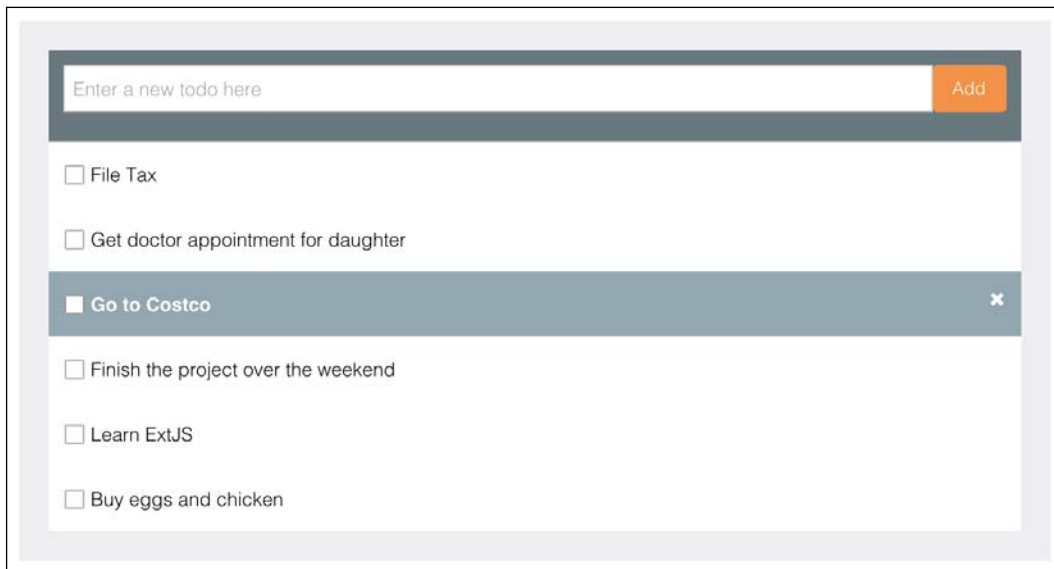 Enter a new todo here
Add
File Tax
Get doctor appointment for daughter
Go to Costco
Finish the project over the weekend
Learn ExtJS
Buy eggs and chicken